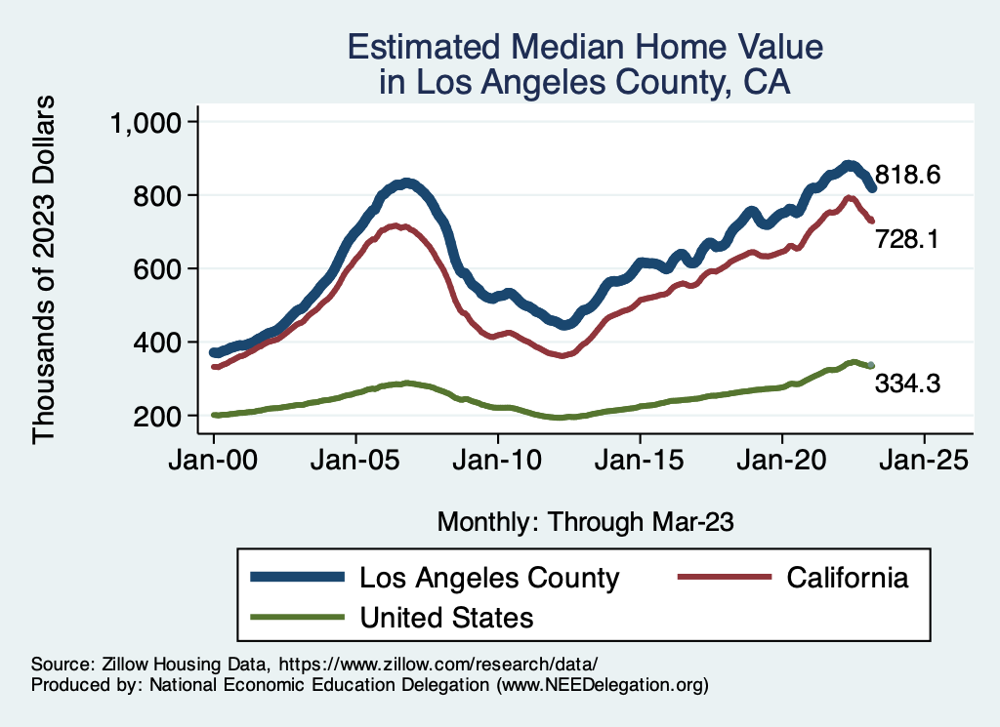 Estimated Median Home Value
in Los Angeles County, CA
Thousands of 2023 Dollars
1,000
800
600
400
200
818.6
728.1
334.3
Jan-00 Jan-05 Jan-10 Jan-15 Jan-20 Jan-25
Monthly: Through Mar-23
Los Angeles County California
United States
Source: Zillow Housing Data, https://www.zillow.com/research/data/
Produced by: National Economic Education Delegation (www.NEEDelegation.org)